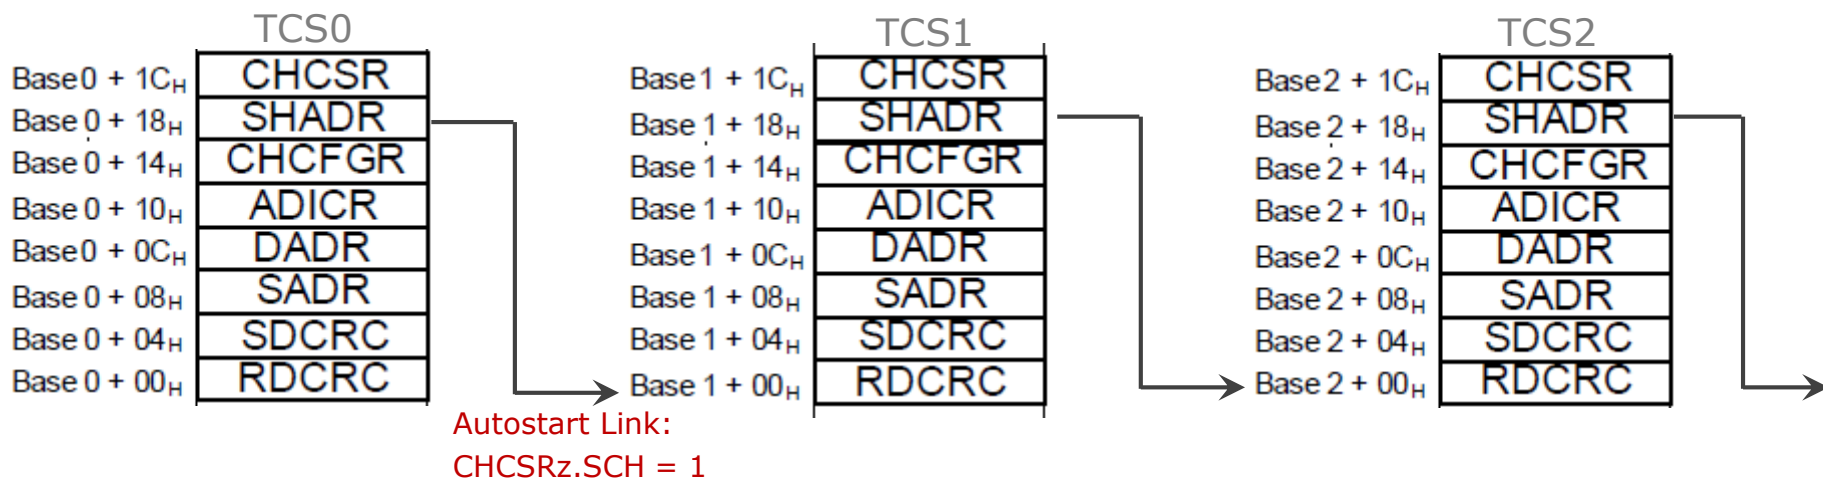 TCS0
Base 0 + 1CH CHCSR
Base 0 + 18H SHADR
Base 0 + 14H CHCFGR
Base 0 + 10H ADICR
Base 0 + 0CH DADR
Base 0 + 08H SADR
Base 0 + 04H SDCRC
Base 0 + 00H RDCRC
Autostart Link:
CHCSRz.SCH = 1
TCS1
Base 1 + 1CH CHCSR
Base 1 + 18H SHADR
Base 1 + 14H CHCFGR
Base 1 + 10H ADICR
Base 1 + 0CH DADR
Base 1 + 08H SADR
Base 1 + 04H SDCRC
Base 1 + 00H RDCRC
TCS2
Base 2 + 1CH CHCSR
Base 2 + 18H SHADR
Base 2 + 14H CHCFGR
Base 2 + 10H ADICR
Base 2 + 0CH DADR
Base 2 + 08H SADR
Base 2 + 04H SDCRC
Base 2 + 00H RDCRC